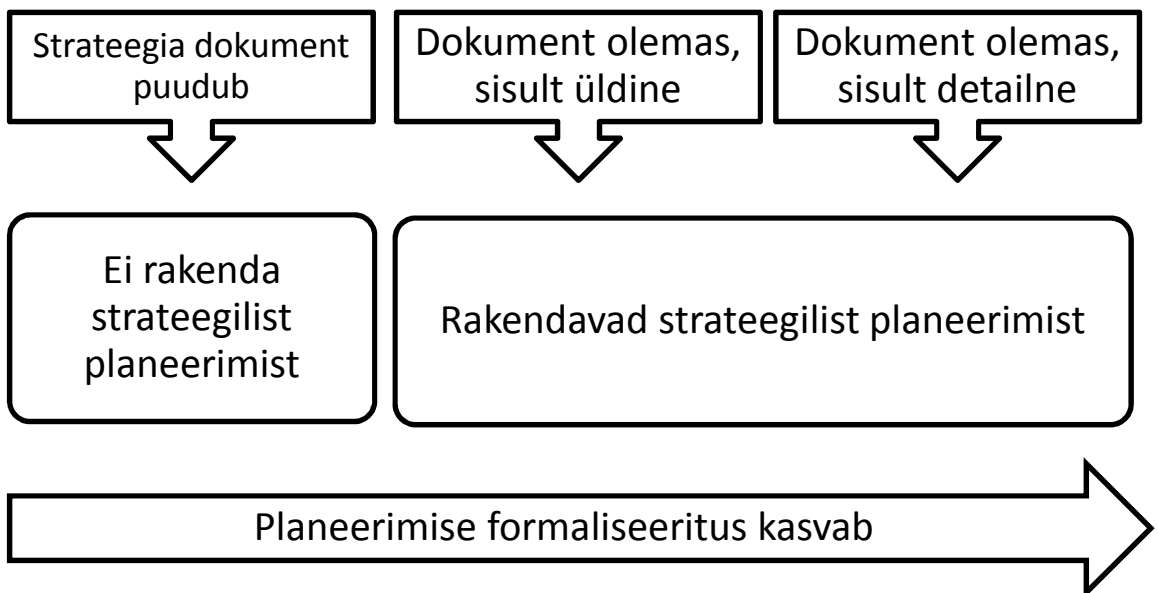 Strateegia dokument
puudub
Dokument olemas,
sisult üldine
Dokument olemas,
sisult detailne
Ei rakenda
strateegilist
planeerimist
Rakendavad strateegilist planeerimist
Planeerimise formaliseeritus kasvab